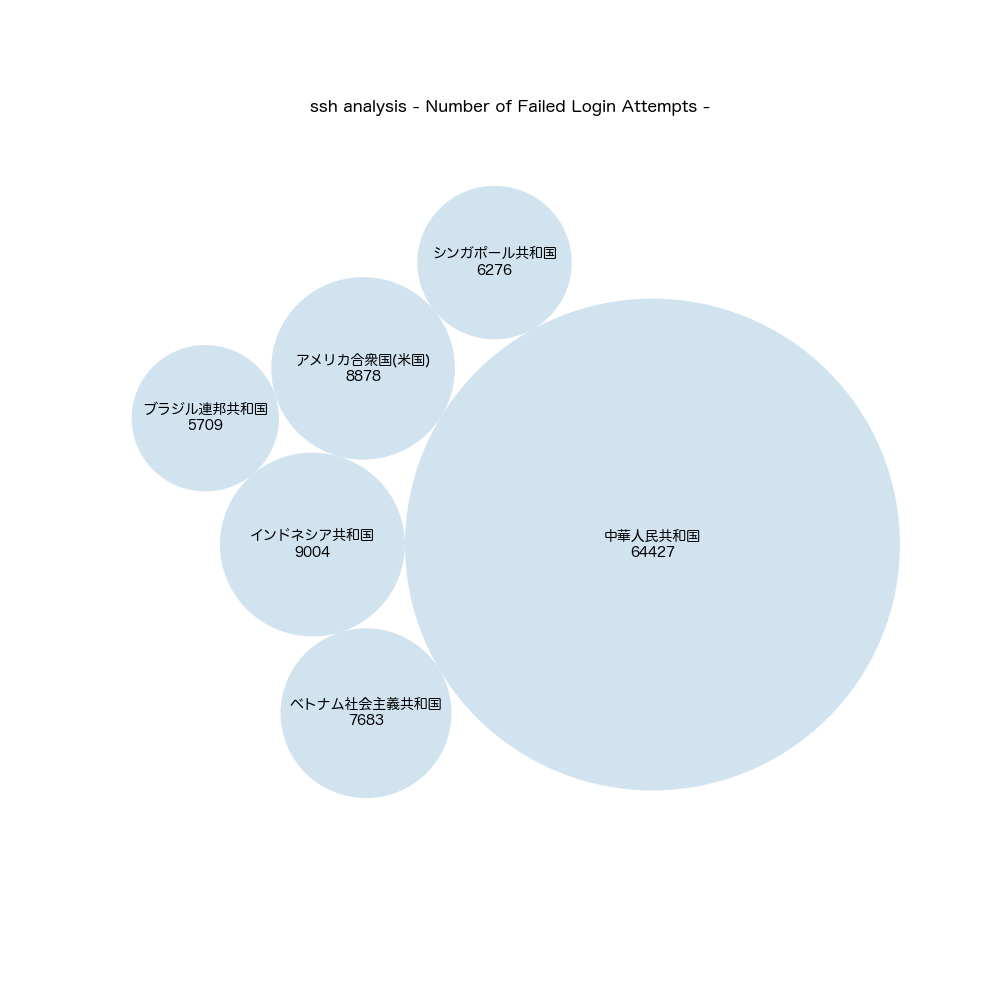 ssh analysis - Number of Failed Login Attempts -
シンガポール共和国
6276
アメリカ合衆国(米国)
8878
ブラジル連邦共和国
5709
インドネシア共和国
9004
中華人民共和国
64427
ベトナム社会主義共和国
7683